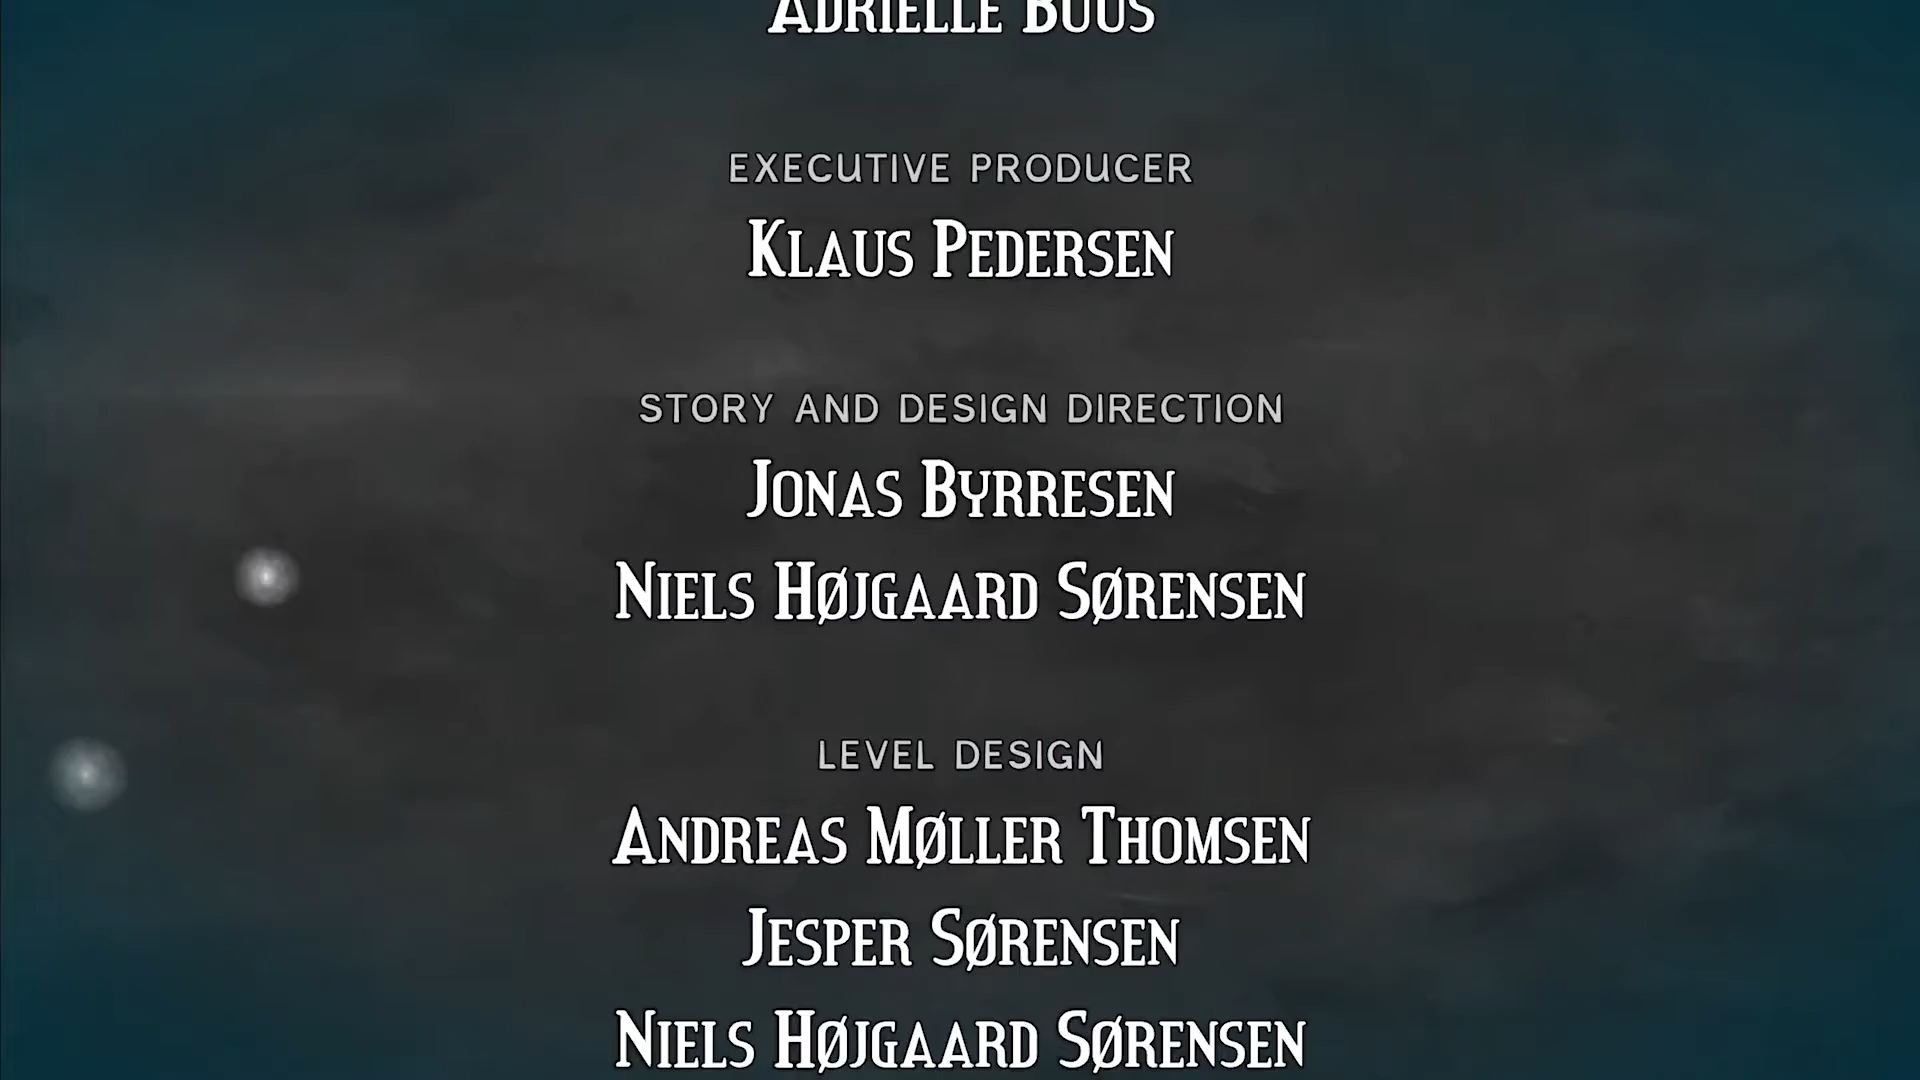 ADRIELLE BUUS
EXECUTIVE PRODUCER
KLAUS PEDERSEN
STORY AND DESIGN DIRECTION
JONAS BYRRESEN
NIELS HØJGAARD SØRENSEN
LEVEL DESIGN
ANDREAS MØLLER THOMSEN
JESPER SØRENSEN
NIELS HØJGAARD SØRENSEN